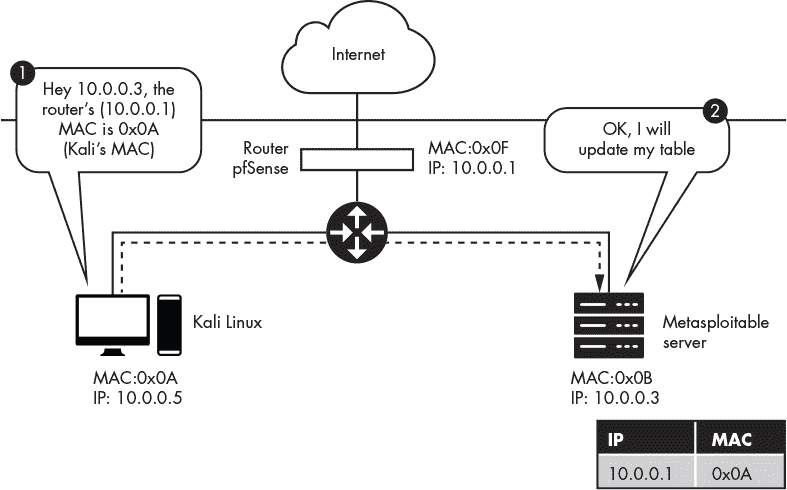 Internet
1
Hey 10.0.0.3, the
router's (10.0.0.1)
MAC is 0x0A
(Kali's MAC)
2
OK, I will
update my table
Router
pfSense
MAC:0x0F
IP: 10.0.0.1
Kali Linux
MAC:0x0A
IP: 10.0.0.5
Metasploitable
server
MAC:0x0B
IP: 10.0.0.3
IP MAC
10.0.0.1 0x0A